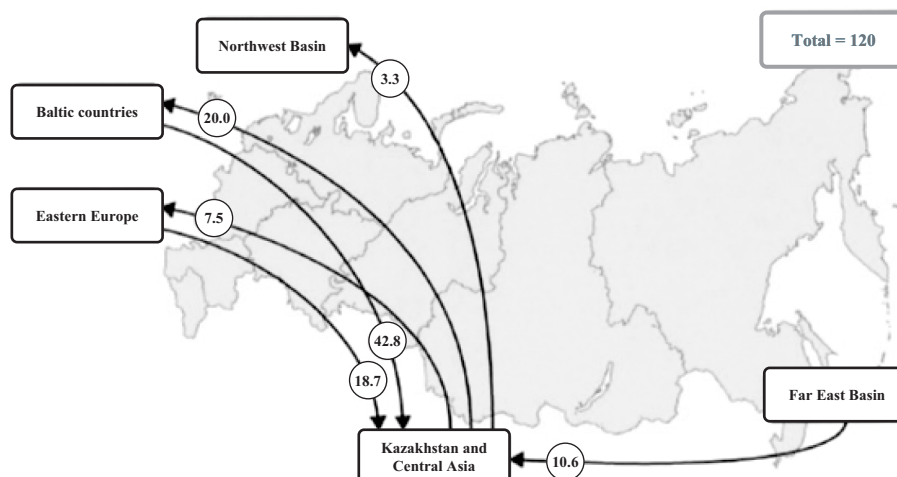 Northwest Basin
Total = 120
3.3
Baltic countries
20.0
Eastern Europe
7.5
42.8
18.7
Far East Basin
Kazakhstan and
Central Asia
10.6